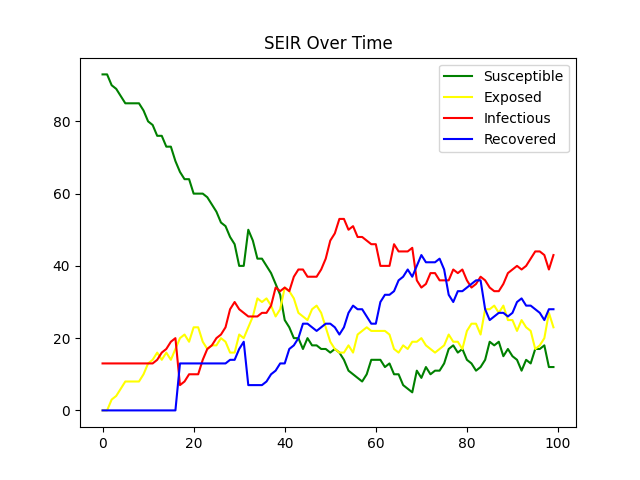 SEIR Over Time
Susceptible
Exposed
Infectious
Recovered
80
60
40
20
0
0 20 40 60 80 100